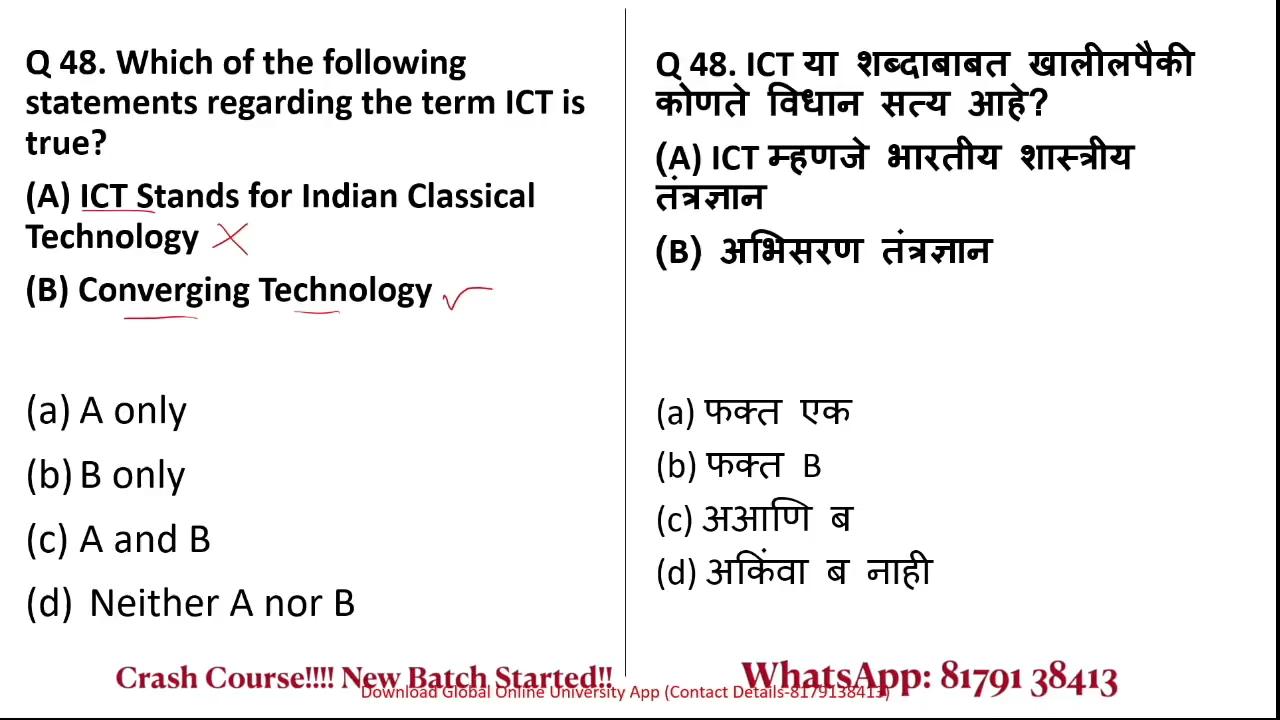 Q 48. Which of the following
statements regarding the term ICT is
true?
(A) ICT Stands for Indian Classical
Technology
(B) Converging Technology
(a) A only
(b) B only
(c) A and B
(d) Neither A nor B
Q 48. ICT या शब्दाबाबत खालीलपैकी
कोणते विधान सत्य आहे?
(A) ICT म्हणजे भारतीय शास्त्रीय
तंत्रज्ञान
(B) अभिसरण तंत्रज्ञान
(a) फक्त एक
(b) फक्त B
(c) अआणि ब
(d) अकिंवा ब नाही
Crash Course!!!! New Batch Started!!
WhatsApp: 81791 38413
Download Global Online University App (Contact Details-8179138413)